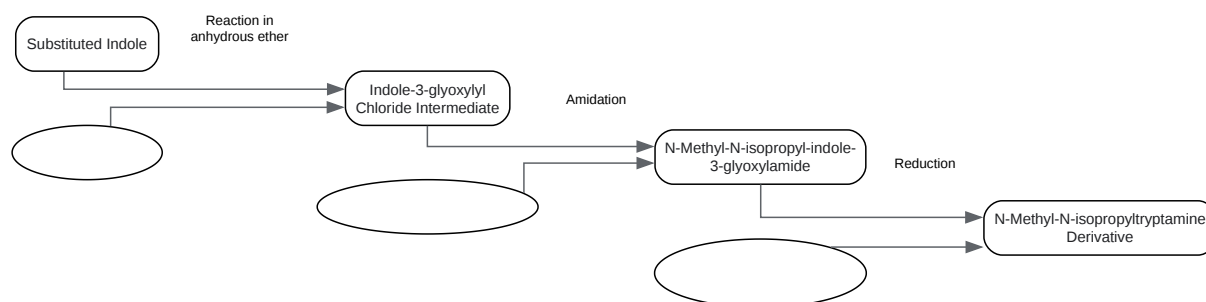 Substituted Indole
Reaction in
anhydrous ether
Indole-3-glyoxylyl
Chloride Intermediate
Amidation
N-Methyl-N-isopropyl-indole-
3-glyoxylamide
Reduction
N-Methyl-N-isopropyltryptamine
Derivative